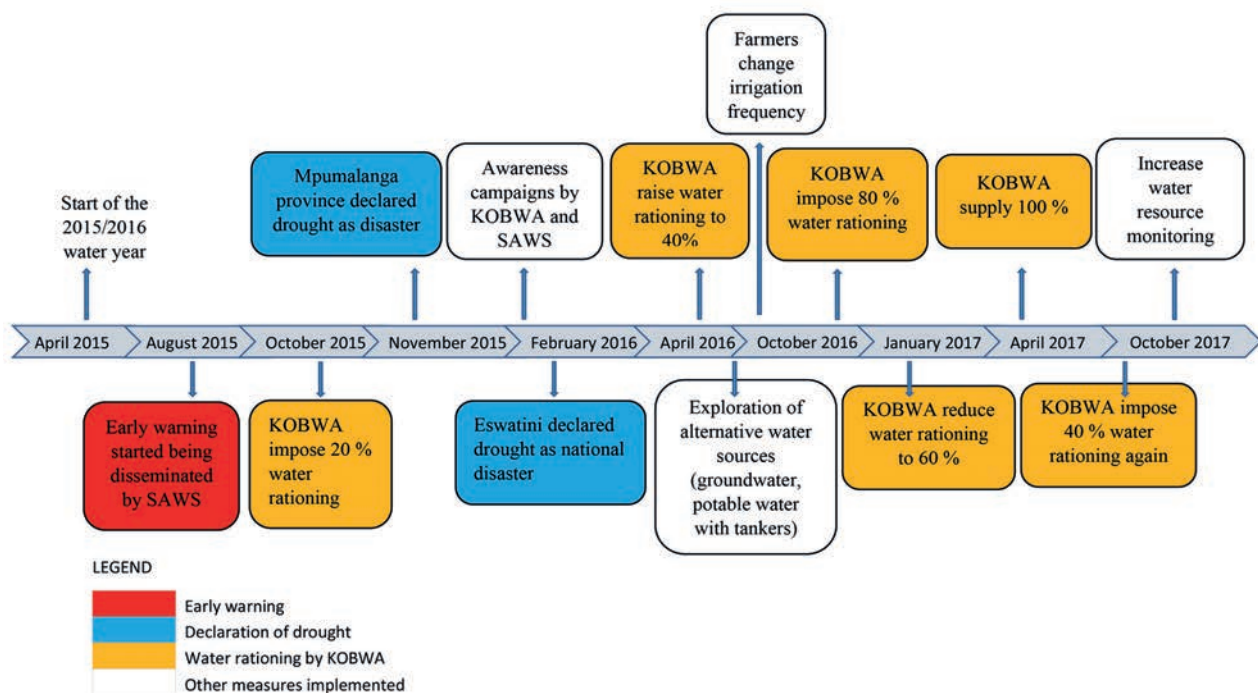 Farmers
change
irrigation
frequency
Start of the
2015/2016
water year
Mpumalanga
province declared
drought as disaster
Awareness
campaigns by
KOBWA and
SAWS
KOBWA
raise water
rationing to
40%
KOBWA
impose 80 %
water rationing
KOBWA
supply 100 %
Increase
water
resource
monitoring
April 2015
August 2015
October 2015
November 2015
February 2016
April 2016
October 2016
January 2017
April 2017
October 2017
Early warning
started being
disseminated
by SAWS
KOBWA
impose 20 %
water
rationing
Eswatini declared
drought as national
disaster
Exploration of
alternative water
sources
(groundwater,
potable water
with tankers)
KOBWA reduce
water rationing
to 60 %
KOBWA impose
40 % water
rationing again
LEGEND
Early warning
Declaration of drought
Water rationing by KOBWA
Other measures implemented